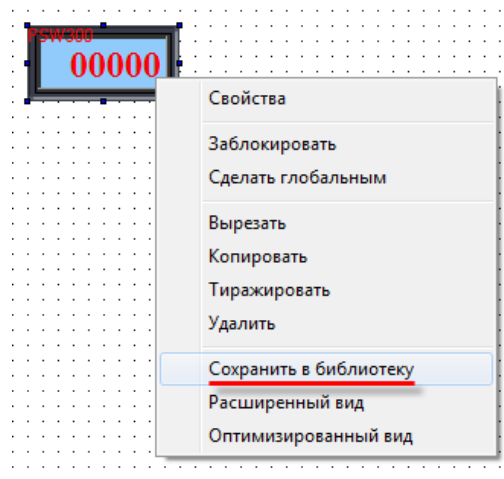 PSW300
00000
Свойства
Заблокировать
Сделать глобальным
Вырезать
Копировать
Тиражировать
Удалить
Сохранить в библиотеку
Расширенный вид
Оптимизированный вид